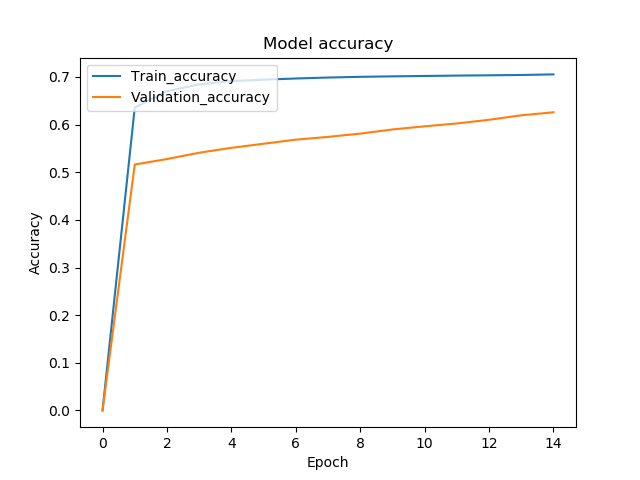 Model accuracy
Train_accuracy
Validation_accuracy
0.7
0.6
0.5
0.4
0.3
0.2
0.1
0.0
Accuracy
0 2 4 6 8 10 12 14
Epoch